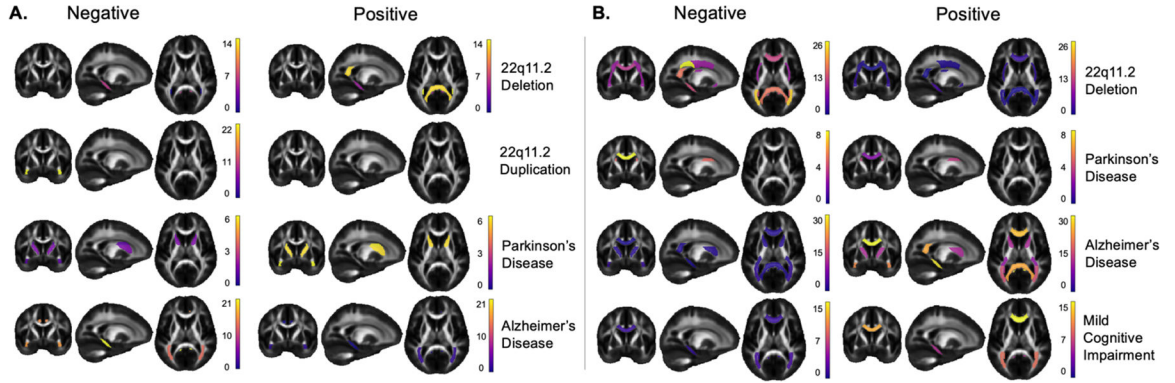 A.
Negative
Positive
14
7
0
14
7
0
22q11.2
Deletion
22
11
0
22q11.2
Duplication
6
3
0
6
3
0
Parkinson's
Disease
21
10
0
21
10
0
Alzheimer's
Disease
B.
Negative
Positive
26
13
0
26
13
0
22q11.2
Deletion
8
4
0
8
4
0
Parkinson's
Disease
30
15
0
30
15
0
Alzheimer's
Disease
15
7
0
15
7
0
Mild
Cognitive
Impairment